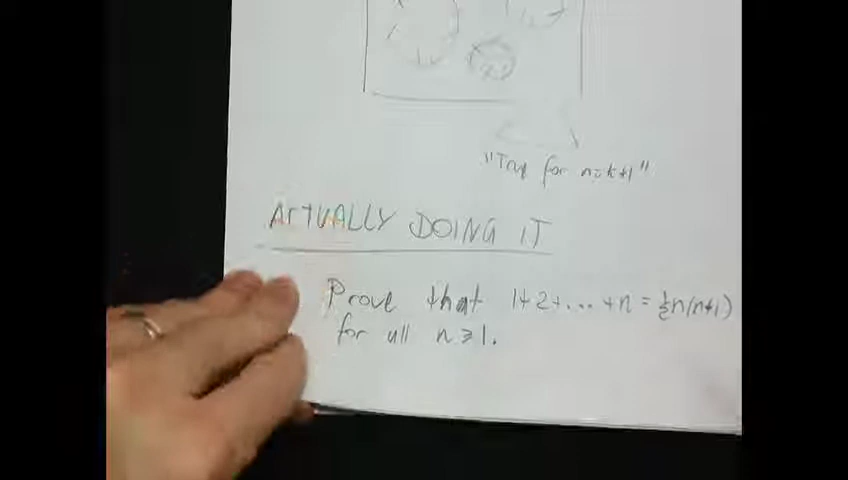 "True for n=k+1"
ACTUALLY DOING IT
Prove that 1+2+...+n = ½n(n+1)
for all n≥1.